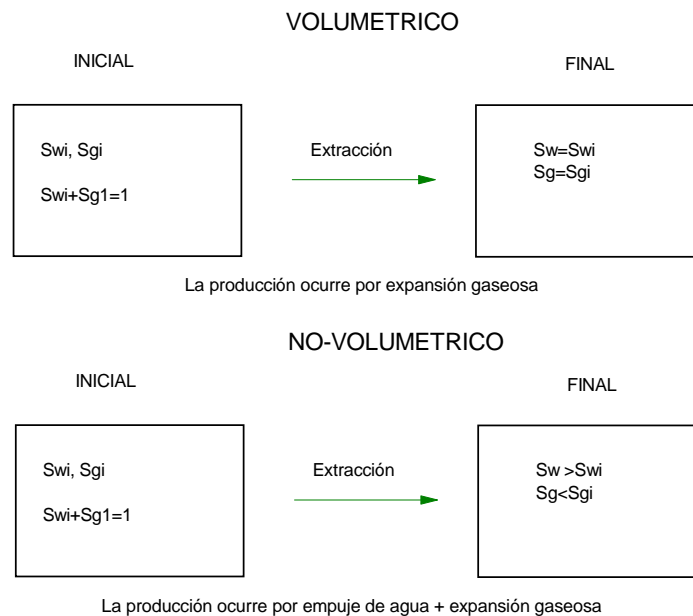 VOLUMETRICO
INICIAL
FINAL
Swi, Sgi
Swi+Sg1=1
Extracción
Sw=Swi
Sg=Sgi
La producción ocurre por expansión gaseosa
NO-VOLUMETRICO
INICIAL
FINAL
Swi, Sgi
Swi+Sg1=1
Extracción
Sw >Swi
Sg<Sgi
La producción ocurre por empuje de agua + expansión gaseosa